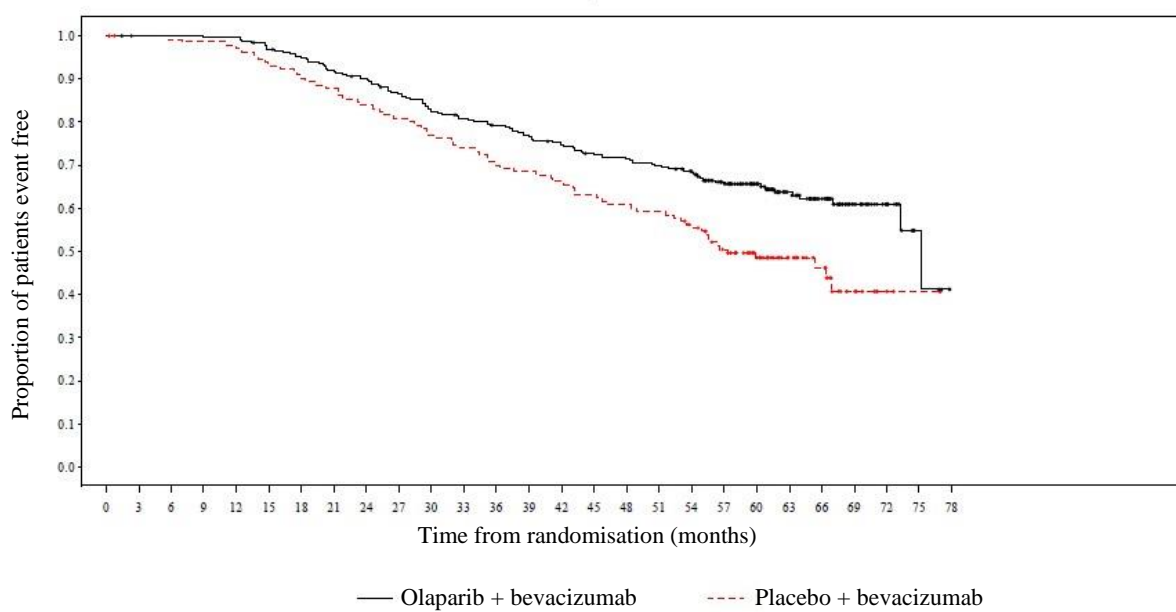 Proportion of patients event free
1.0
0.9
0.8
0.7
0.6
0.5
0.4
0.3
0.2
0.1
0.0
0 3 6 9 12 15 18 21 24 27 30 33 36 39 42 45 48 51 54 57 60 63 66 69 72 75 78
Time from randomisation (months)
Olaparib + bevacizumab Placebo + bevacizumab